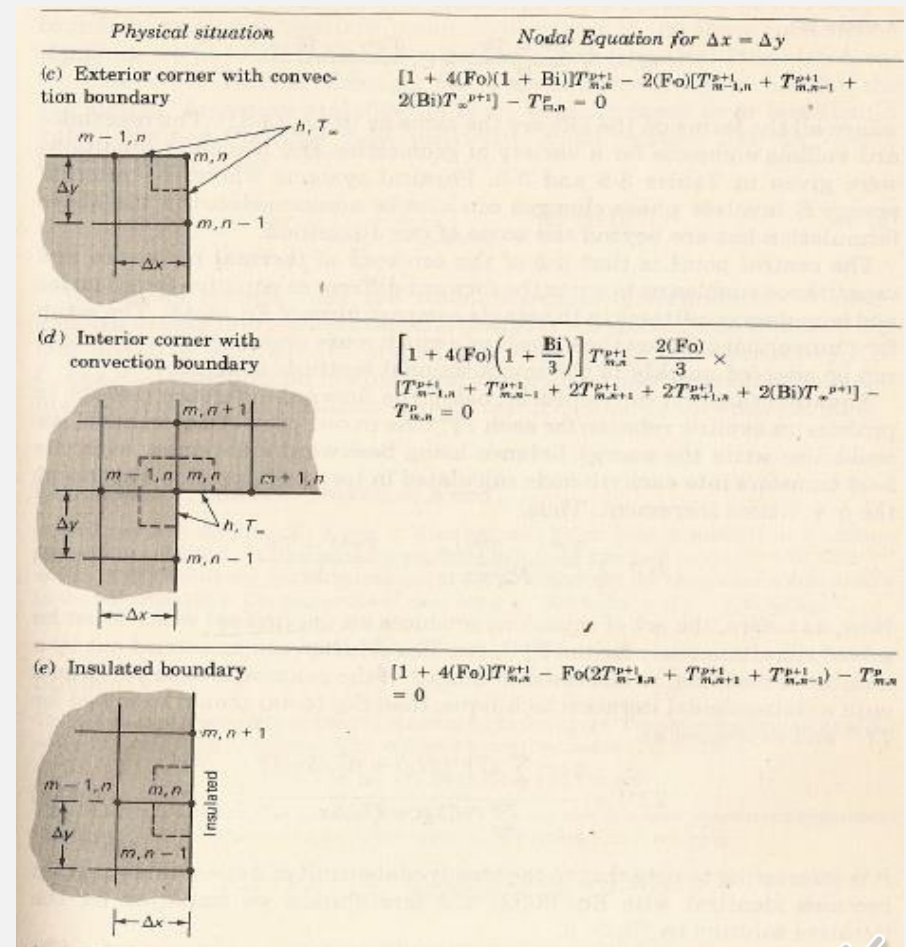 Physical situation
Nodal Equation for Δx = Δy
(c) Exterior corner with convec-
tion boundary
[1 + 4(Fo)(1 + Bi)]T^{p+1}_{m,n} − 2(Fo)[T^{p+1}_{m−1,n} + T^{p+1}_{m,n−1} +
2(Bi)T_∞^{p+1}] − T^p_{m,n} = 0
m − 1, n
h, T_∞
m, n
Δy
m, n − 1
Δx
(d) Interior corner with
convection boundary
[1 + 4(Fo)(1 + Bi/3)] T^{p+1}_{m,n} − 2(Fo)/3 ×
[T^{p+1}_{m−1,n} + T^{p+1}_{m,n−1} + 2T^{p+1}_{m,n+1} + 2T^{p+1}_{m+1,n} + 2(Bi)T_∞^{p+1}] −
T^p_{m,n} = 0
m, n + 1
m − 1, n
m, n
m + 1, n
Δy
h, T_∞
m, n − 1
Δx
(e) Insulated boundary
[1 + 4(Fo)]T^{p+1}_{m,n} − Fo(2T^{p+1}_{m−1,n} + T^{p+1}_{m,n+1} + T^{p+1}_{m,n−1}) − T^p_{m,n}
= 0
m, n + 1
m − 1, n
m, n
Insulated
Δy
m, n − 1
Δx